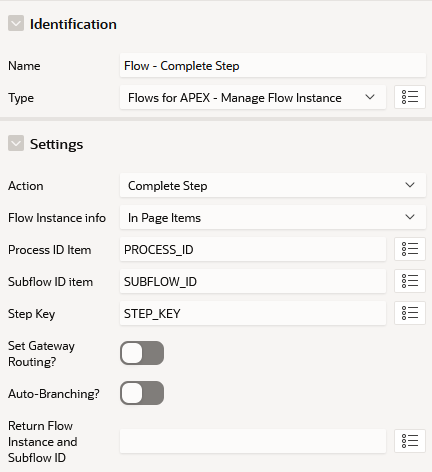 Identification
Name Flow - Complete Step
Type Flows for APEX - Manage Flow Instance
Settings
Action Complete Step
Flow Instance info In Page Items
Process ID Item PROCESS_ID
Subflow ID item SUBFLOW_ID
Step Key STEP_KEY
Set Gateway
Routing?
Auto-Branching?
Return Flow
Instance and
Subflow ID